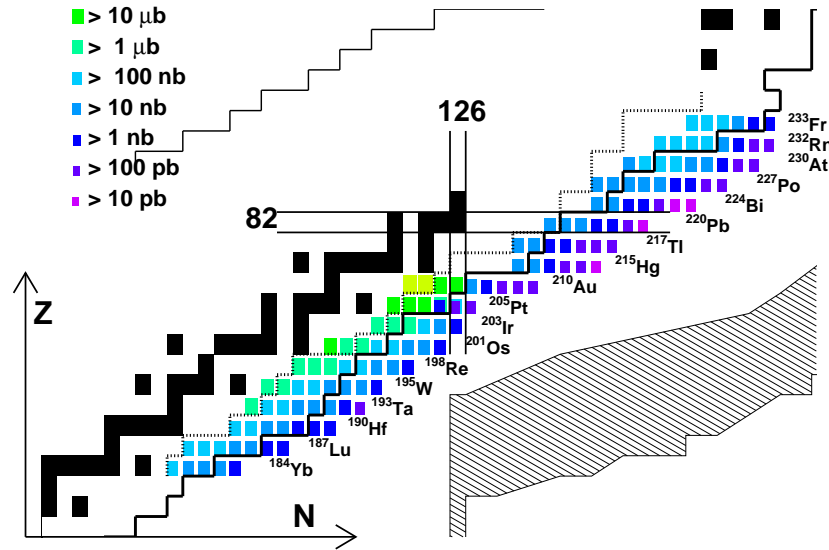 > 10 μb
> 1 μb
> 100 nb
> 10 nb
> 1 nb
> 100 pb
> 10 pb
126
82
Z
N
²³³Fr
²³²Rn
²³⁰At
²²⁷Po
²²⁴Bi
²²⁰Pb
²¹⁷Tl
²¹⁵Hg
²¹⁰Au
²⁰⁵Pt
²⁰³Ir
²⁰¹Os
¹⁹⁸Re
¹⁹⁵W
¹⁹³Ta
¹⁹⁰Hf
¹⁸⁷Lu
¹⁸⁴Yb